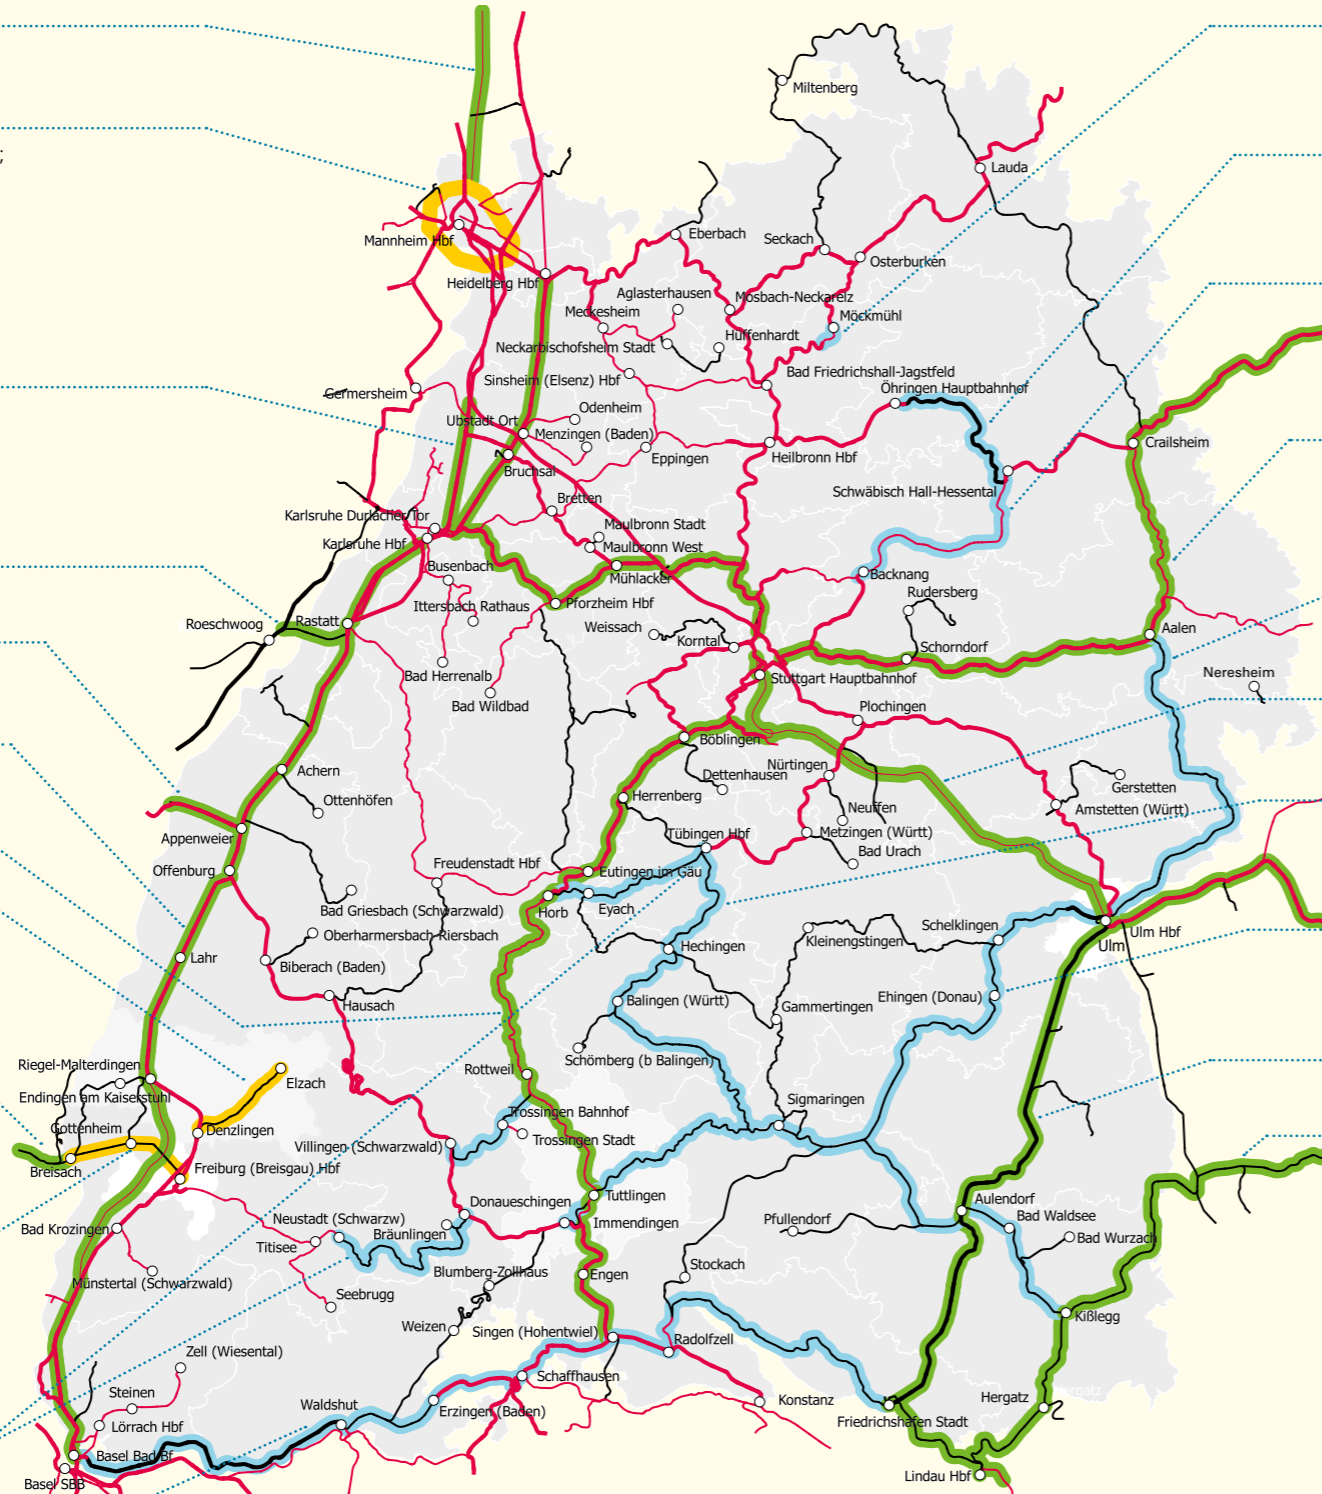 Miltenberg
;
Lauda
Mannheim Hbf
Eberbach
Seckach
Osterburken
Heidelberg Hbf
Aglasterhausen
Mosbach-Neckarelz
Meckesheim
Möckmühl
Hüffenhardt
Neckarbischofsheim Stadt
Sinsheim (Elsenz) Hbf
Bad Friedrichshall-Jagstfeld
Öhringen Hauptbahnhof
Germersheim
Odenheim
Ubstadt Ort
Menzingen (Baden)
Crailsheim
Eppingen
Heilbronn Hbf
Bruchsal
Schwäbisch Hall-Hessental
Bretten
Karlsruhe Durlacher Tor
Maulbronn Stadt
Karlsruhe Hbf
Maulbronn West
Busenbach
Mühlacker
Backnang
Rudersberg
Ittersbach Rathaus
Pforzheim Hbf
Roeschwoog
Rastatt
Weissach
Korntal
Aalen
Schorndorf
Bad Herrenalb
Stuttgart Hauptbahnhof
Neresheim
Bad Wildbad
Plochingen
Böblingen
Nürtingen
Achern
Dettenhausen
Gerstetten
Ottenhöfen
Herrenberg
Neuffen
Amstetten (Württ)
Appenweier
Tübingen Hbf
Metzingen (Württ)
Bad Urach
Offenburg
Freudenstadt Hbf
Eutingen im Gäu
Bad Griesbach (Schwarzwald)
Horb
Eyach
Schelklingen
Ulm Hbf
Oberharmersbach-Riersbach
Kleinengstingen
Ulm
Hechingen
Lahr
Biberach (Baden)
Balingen (Württ)
Ehingen (Donau)
Hausach
Gammertingen
Riegel-Malterdingen
Schömberg (b Balingen)
Rottweil
Elzach
Endingen am Kaiserstuhl
Sigmaringen
Gottenheim
Denzlingen
Trossingen Bahnhof
Villingen (Schwarzwald)
Trossingen Stadt
Breisach
Freiburg (Breisgau) Hbf
Tuttlingen
Aulendorf
Donaueschingen
Immendingen
Bad Waldsee
Bad Krozingen
Neustadt (Schwarzw)
Bräunlingen
Pfullendorf
Bad Wurzach
Titisee
Stockach
Münstertal (Schwarzwald)
Blumberg-Zollhaus
Engen
Seebrugg
Kißlegg
Weizen
Singen (Hohentwiel)
Radolfzell
Zell (Wiesental)
Schaffhausen
Steinen
Waldshut
Erzingen (Baden)
Konstanz
Hergatz
Hergatz
Lörrach Hbf
Friedrichshafen Stadt
Basel Bad Bf
Lindau Hbf
Basel SBB